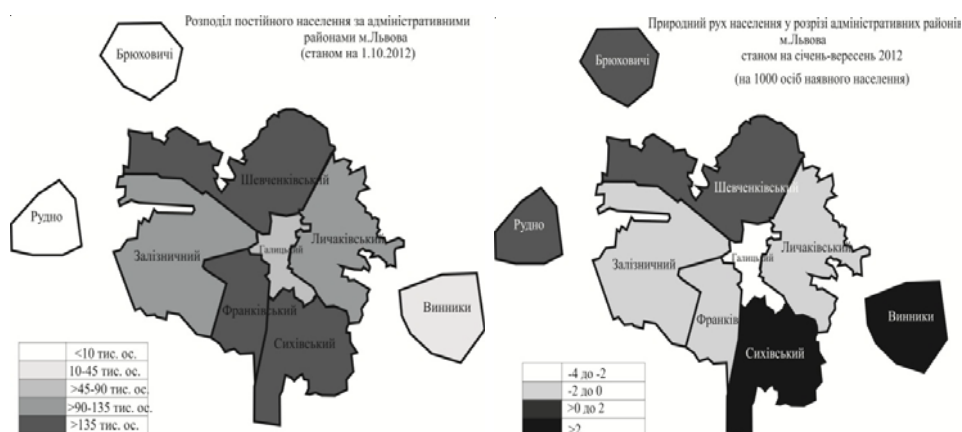 Розподіл постійного населення за адміністративними
районами м.Львова
(станом на 1.10.2012)
Брюховичі
Шевченківський
Рудно
Залізничний
Галицький
Личаківський
Франківський
Сихівський
Винники
<10 тис. ос.
10-45 тис. ос.
>45-90 тис. ос.
>90-135 тис. ос.
>135 тис. ос.
Природний рух населення у розрізі адміністративних районів
м.Львова
станом на січень-вересень 2012
(на 1000 осіб наявного населення)
Брюховичі
Шевченківський
Рудно
Залізничний
Галицький
Личаківський
Франків
Сихівський
Винники
-4 до -2
-2 до 0
>0 до 2
>2